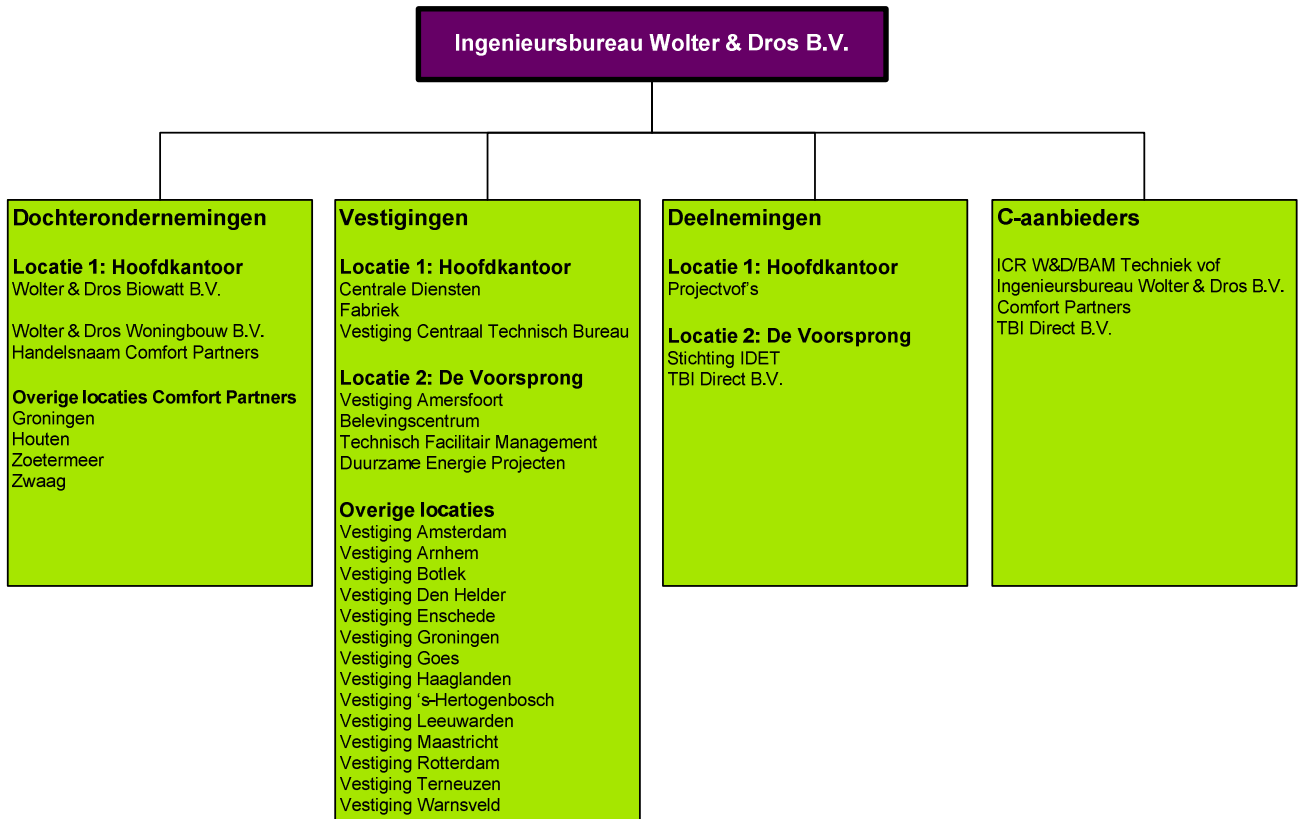 Ingenieursbureau Wolter & Dros B.V.
Dochterondernemingen
Locatie 1: Hoofdkantoor
Wolter & Dros Biowatt B.V.
Wolter & Dros Woningbouw B.V.
Handelsnaam Comfort Partners
Overige locaties Comfort Partners
Groningen
Houten
Zoetermeer
Zwaag
Vestigingen
Locatie 1: Hoofdkantoor
Centrale Diensten
Fabriek
Vestiging Centraal Technisch Bureau
Locatie 2: De Voorsprong
Vestiging Amersfoort
Belevingscentrum
Technisch Facilitair Management
Duurzame Energie Projecten
Overige locaties
Vestiging Amsterdam
Vestiging Arnhem
Vestiging Botlek
Vestiging Den Helder
Vestiging Enschede
Vestiging Groningen
Vestiging Goes
Vestiging Haaglanden
Vestiging ‘s-Hertogenbosch
Vestiging Leeuwarden
Vestiging Maastricht
Vestiging Rotterdam
Vestiging Terneuzen
Vestiging Warnsveld
Deelnemingen
Locatie 1: Hoofdkantoor
Projectvof’s
Locatie 2: De Voorsprong
Stichting IDET
TBI Direct B.V.
C-aanbieders
ICR W&D/BAM Techniek vof
Ingenieursbureau Wolter & Dros B.V.
Comfort Partners
TBI Direct B.V.